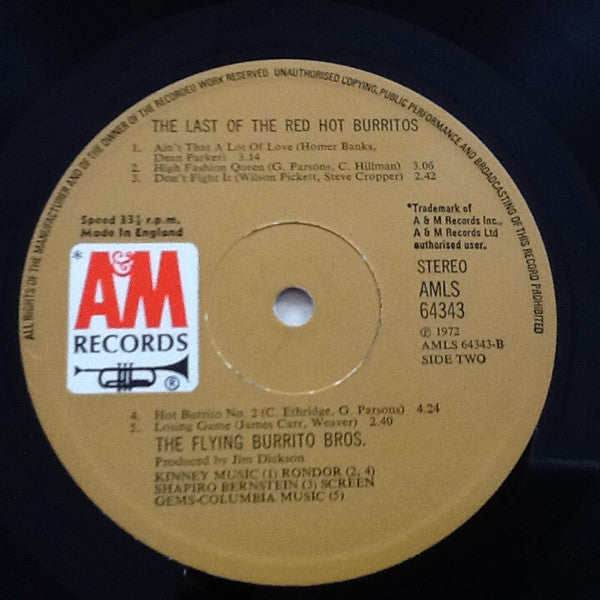 ALL RIGHTS OF THE MANUFACTURER AND OF THE OWNER OF THE RECORDED WORK RESERVED. UNAUTHORISED COPYING, PUBLIC PERFORMANCE AND BROADCASTING OF THIS RECORD PROHIBITED
THE LAST OF THE RED HOT BURRITOS
1. Ain't That A Lot Of Love (Homer Banks,
Dean Parker) 3.14
2. High Fashion Queen (G. Parsons, C. Hillman) 3.06
3. Don't Fight It (Wilson Pickett, Steve Cropper) 2.42
Speed 33⅓ r.p.m.
Made in England
*Trademark of
A & M Records Inc.,
A & M Records Ltd
authorised user.
* A&M
RECORDS
®
STEREO
AMLS
64343
℗ 1972
AMLS 64343-B
SIDE TWO
4. Hot Burrito No. 2 (C. Ethridge, G. Parsons) 4.24
5. Losing Game (James Carr, Weaver) 2.40
THE FLYING BURRITO BROS.
Produced by Jim Dickson
KINNEY MUSIC (1) RONDOR (2, 4)
SHAPIRO BERNSTEIN (3) SCREEN
GEMS-COLUMBIA MUSIC (5)